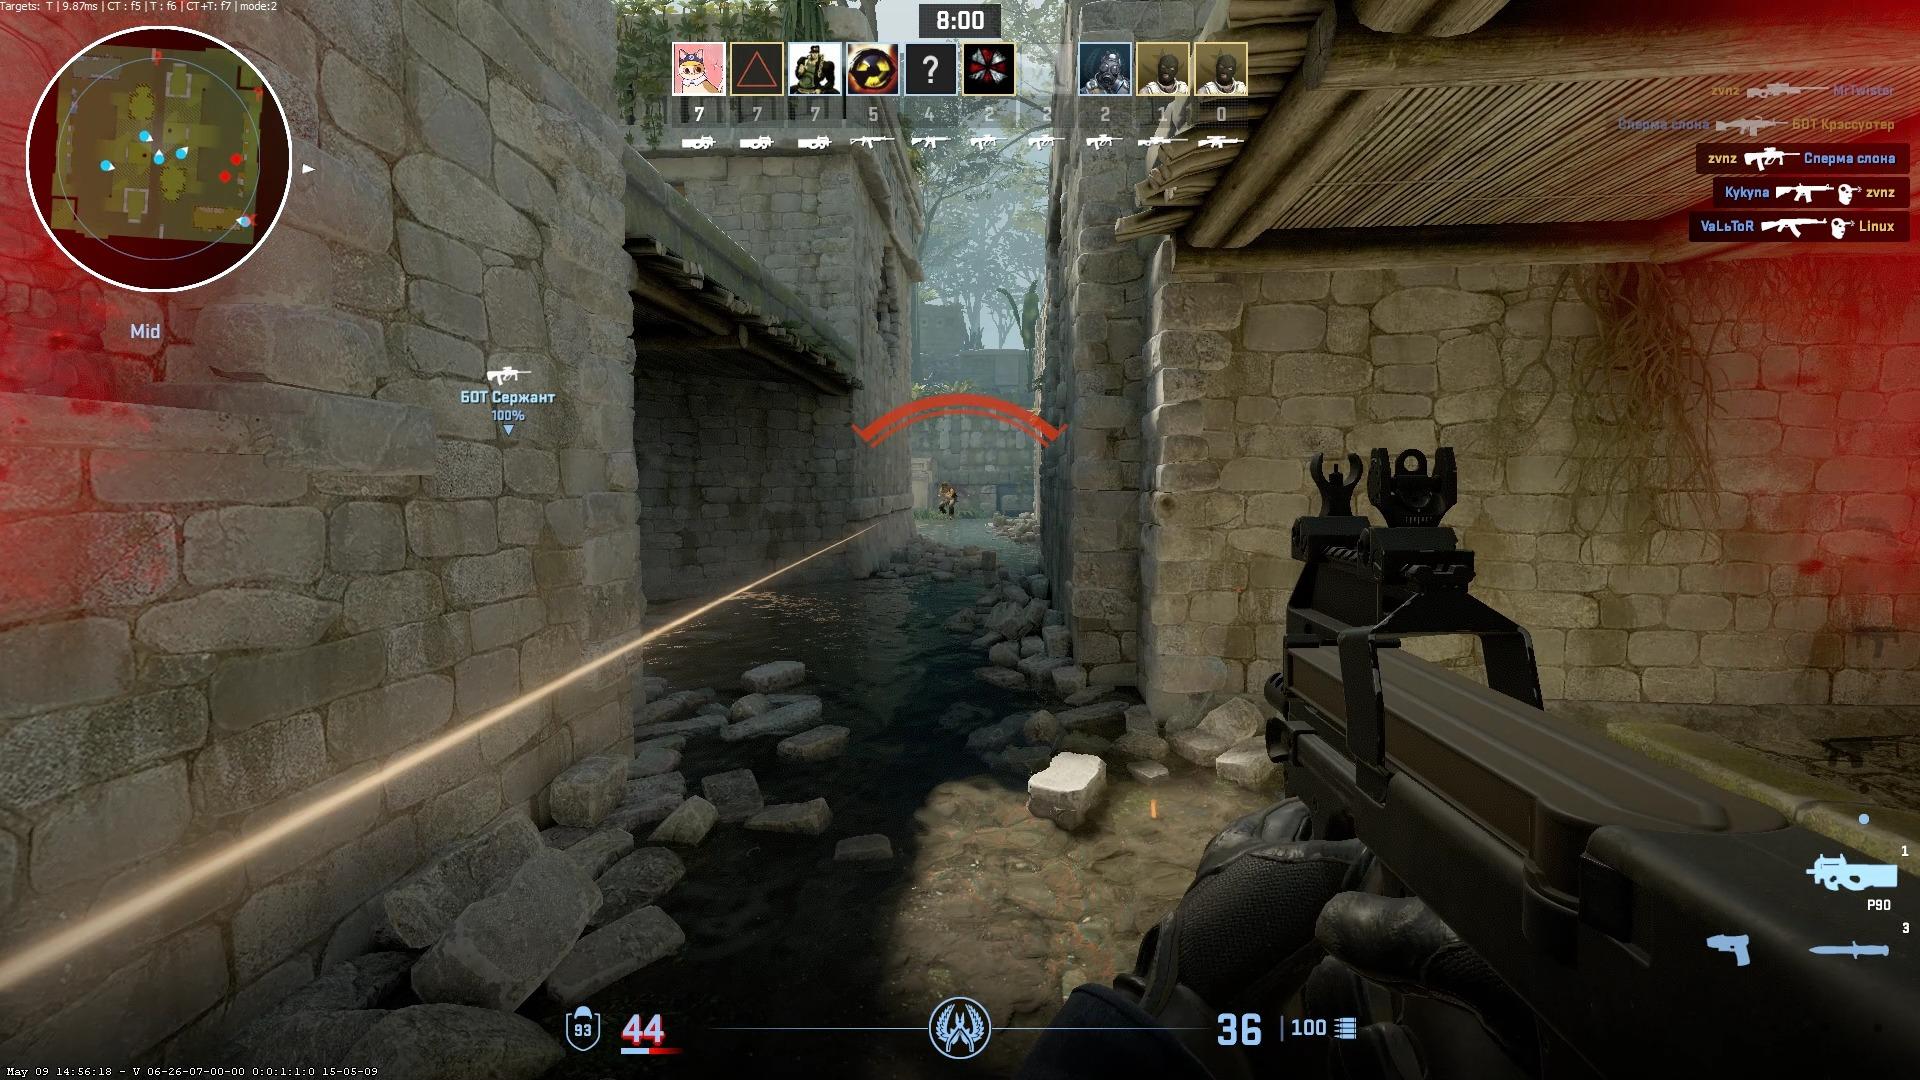 Targets: T | 9.87ms | CT : f5 | T : f6 | CT+T: f7 | mode:2
8:00
?
7 7 7 5 4 2 2 2 1 0
zvnz MrTwister
Сперма слона БОТ Крэссуотер
zvnz Сперма слона
Kykyna zvnz
VaLьToR Linux
Mid
БОТ Сержант
100%
1
P90
3
93 44
36 | 100
May 09 14:56:18 - V 06-26-07-00-00 0:0:1:1:0 15-05-09